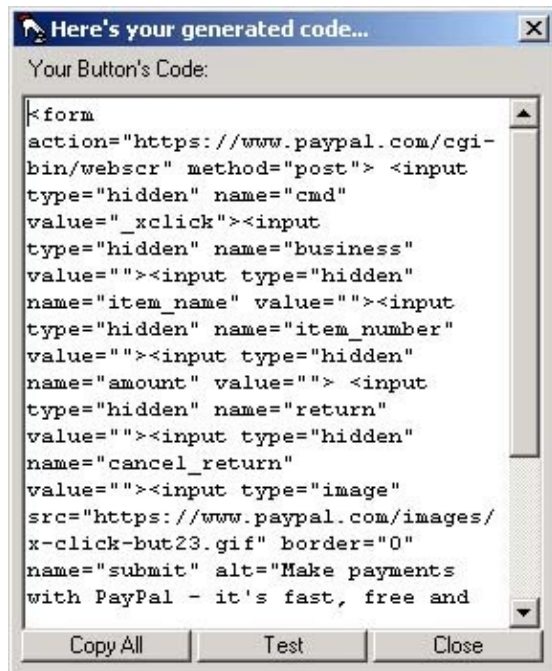 Here's your generated code...
Your Button's Code:
<form
action="https://www.paypal.com/cgi-
bin/webscr" method="post"> <input
type="hidden" name="cmd"
value="_xclick"><input
type="hidden" name="business"
value=""><input type="hidden"
name="item_name" value=""><input
type="hidden" name="item_number"
value=""><input type="hidden"
name="amount" value=""> <input
type="hidden" name="return"
value=""><input type="hidden"
name="cancel_return"
value=""><input type="image"
src="https://www.paypal.com/images/
x-click-but23.gif" border="0"
name="submit" alt="Make payments
with PayPal - it's fast, free and
Copy All Test Close